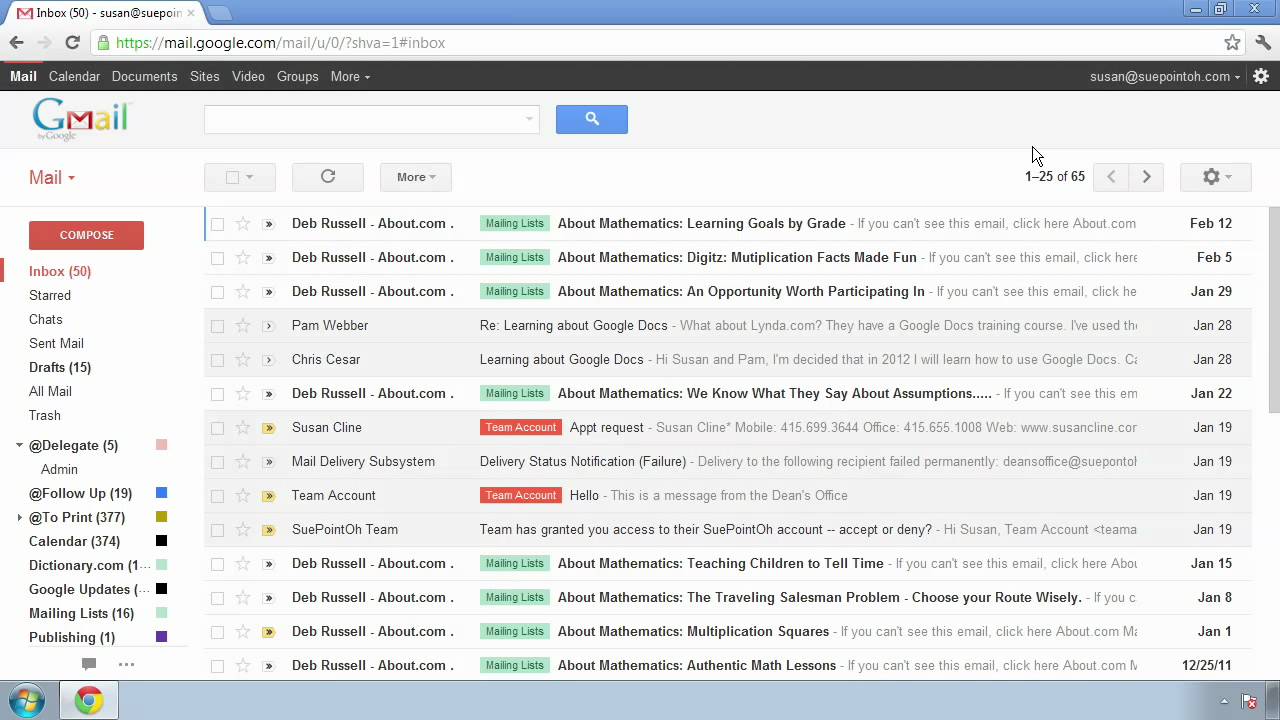 Inbox (50) - susan@suepoin
https://mail.google.com/mail/u/0/?shva=1#inbox
Mail Calendar Documents Sites Video Groups More susan@suepointoh.com
Gmail
by Google
Mail More 1–25 of 65
COMPOSE
Inbox (50)
Starred
Chats
Sent Mail
Drafts (15)
All Mail
Trash
@Delegate (5)
Admin
@Follow Up (19)
@To Print (377)
Calendar (374)
Dictionary.com (1...
Google Updates (...
Mailing Lists (16)
Publishing (1)
Deb Russell - About.com . Mailing Lists About Mathematics: Learning Goals by Grade - If you can't see this email, click here About.com Feb 12
Deb Russell - About.com . Mailing Lists About Mathematics: Digitz: Mutiplication Facts Made Fun - If you can't see this email, click here Feb 5
Deb Russell - About.com . Mailing Lists About Mathematics: An Opportunity Worth Participating In - If you can't see this email, click he Jan 29
Pam Webber Re: Learning about Google Docs - What about Lynda.com? They have a Google Docs training course. I've used the Jan 28
Chris Cesar Learning about Google Docs - Hi Susan and Pam, I'm decided that in 2012 I will learn how to use Google Docs. Ca Jan 28
Deb Russell - About.com . Mailing Lists About Mathematics: We Know What They Say About Assumptions..... - If you can't see this em Jan 22
Susan Cline Team Account Appt request - Susan Cline* Mobile: 415.699.3644 Office: 415.655.1008 Web: www.susancline.cor Jan 19
Mail Delivery Subsystem Delivery Status Notification (Failure) - Delivery to the following recipient failed permanently: deansoffice@suepontoh Jan 19
Team Account Team Account Hello - This is a message from the Dean's Office Jan 19
SuePointOh Team Team has granted you access to their SuePointOh account -- accept or deny? - Hi Susan, Team Account <teama Jan 19
Deb Russell - About.com . Mailing Lists About Mathematics: Teaching Children to Tell Time - If you can't see this email, click here Abou Jan 15
Deb Russell - About.com . Mailing Lists About Mathematics: The Traveling Salesman Problem - Choose your Route Wisely. - If you c Jan 8
Deb Russell - About.com . Mailing Lists About Mathematics: Multiplication Squares - If you can't see this email, click here About.com Ma Jan 1
Deb Russell - About.com . Mailing Lists About Mathematics: Authentic Math Lessons - If you can't see this email, click here About.com M 12/25/11